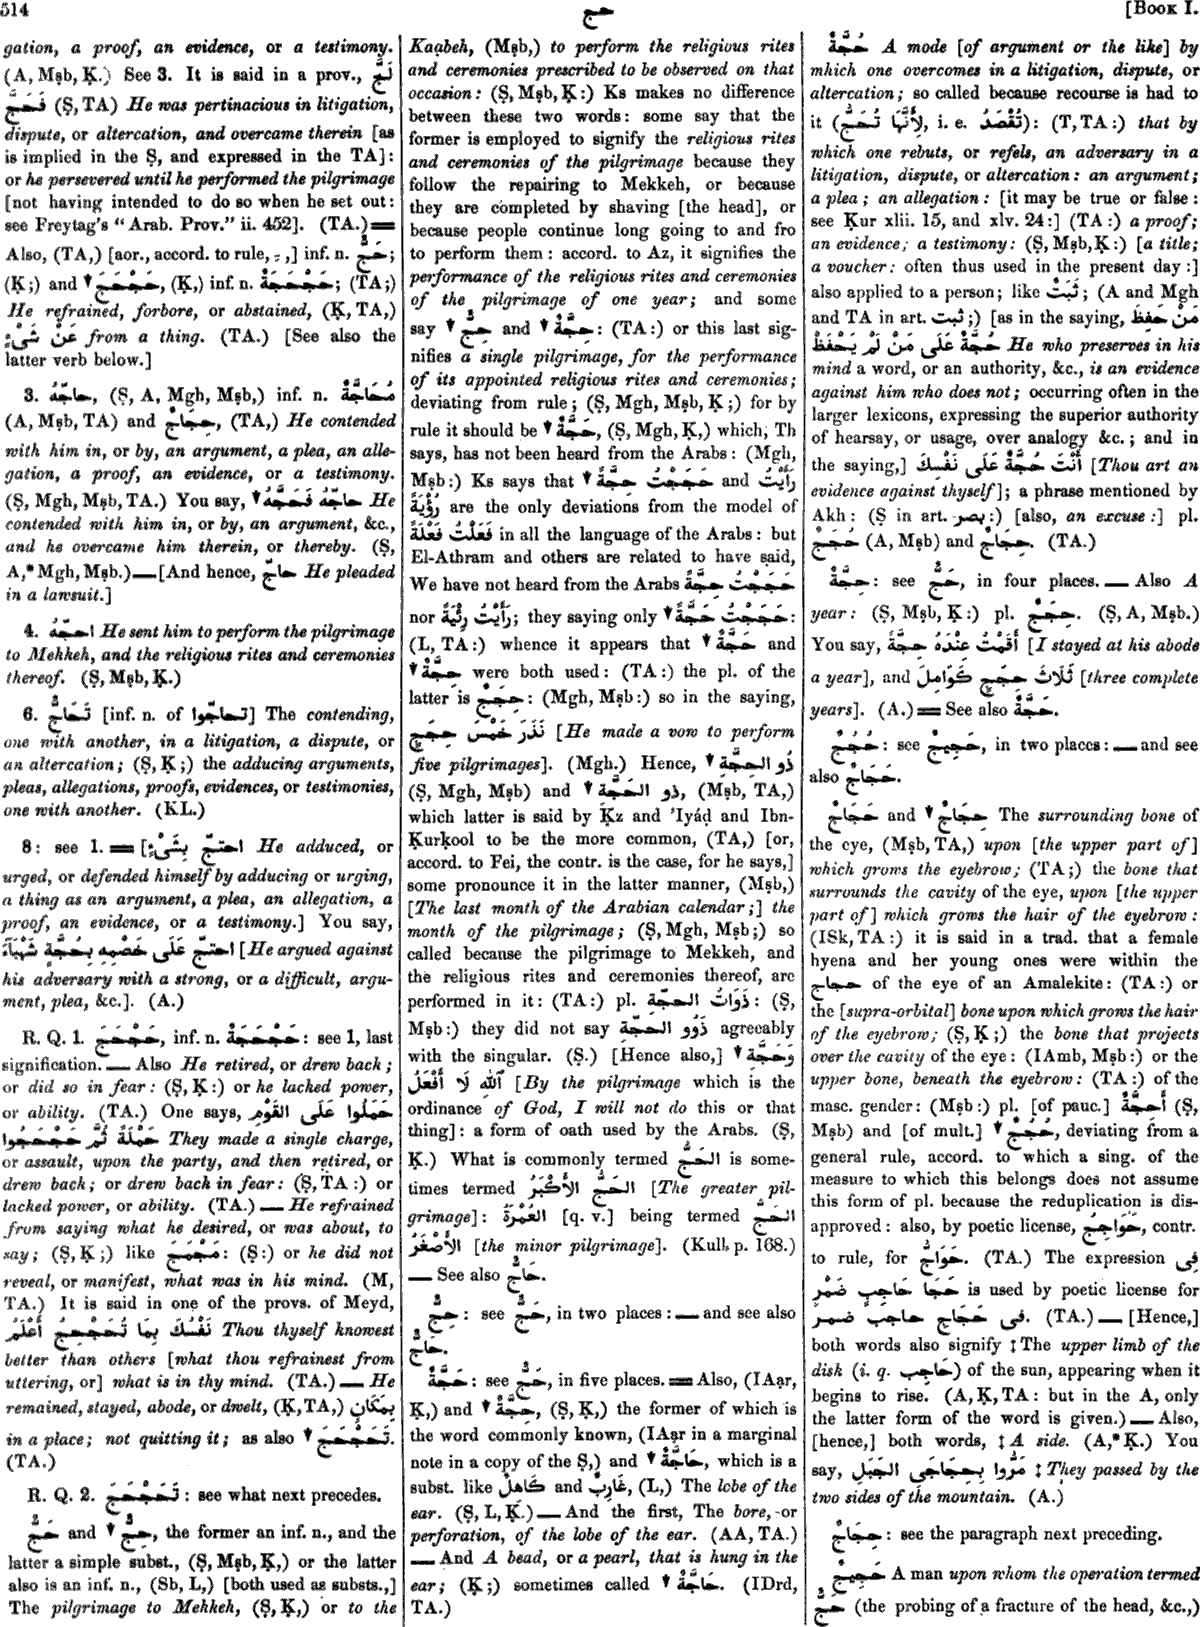 514
حج
[BOOK I.
gation, a proof, an evidence, or a testimony.
(A, Mṣb, Ḳ.) See 3. It is said in a prov., لَجَّ
فَحَجَّ (Ṣ, TA) He was pertinacious in litigation,
dispute, or altercation, and overcame therein [as
is implied in the Ṣ, and expressed in the TA]:
or he persevered until he performed the pilgrimage
[not having intended to do so when he set out:
see Freytag's “Arab. Prov.” ii. 452]. (TA.)＝
Also, (TA,) [aor., accord. to rule, ,] inf. n. حَجٌّ;
(Ḳ;) and ▼ حَجْحَجَ, (Ḳ,) inf. n. حَجْحَجَةٌ; (TA;)
He refrained, forbore, or abstained, (Ḳ, TA,)
عَنْ شَىْءٍ from a thing. (TA.) [See also the
latter verb below.]
3. حاجّهُ, (Ṣ, A, Mgh, Mṣb,) inf. n. مُحَاجَّةٌ
(A, Mṣb, TA) and حِجَاجٌ, (TA,) He contended
with him in, or by, an argument, a plea, an alle-
gation, a proof, an evidence, or a testimony.
(Ṣ, Mgh, Mṣb, TA.) You say, ▼ حاجّهُ فَحَجَّهُ He
contended with him in, or by, an argument, &c.,
and he overcame him therein, or thereby. (Ṣ,
A,* Mgh, Mṣb.)—[And hence, حاجّ He pleaded
in a lawsuit.]
4. احجّهُ He sent him to perform the pilgrimage
to Mekkeh, and the religious rites and ceremonies
thereof. (Ṣ, Mṣb, Ḳ.)
6. تَحَاجٌّ [inf. n. of تحاجّوا] The contending,
one with another, in a litigation, a dispute, or
an altercation; (Ṣ, Ḳ;) the adducing arguments,
pleas, allegations, proofs, evidences, or testimonies,
one with another. (KL.)
8: see 1.＝[احتجّ بِشَىْءٍ He adduced, or
urged, or defended himself by adducing or urging,
a thing as an argument, a plea, an allegation, a
proof, an evidence, or a testimony.] You say,
احتجّ عَلَى خَصْمِهِ بِحُجَّةٍ شَهْبَآءَ [He argued against
his adversary with a strong, or a difficult, argu-
ment, plea, &c.]. (A.)
R. Q. 1. حَجْحَجَ, inf. n. حَجْحَجَةٌ: see 1, last
signification.—Also He retired, or drew back;
or did so in fear: (Ṣ, Ḳ:) or he lacked power,
or ability. (TA.) One says, حَمَلُوا عَلَى القَوْمِ
حَمْلَةً ثُمَّ حَجْحَجُوا They made a single charge,
or assault, upon the party, and then retired, or
drew back; or drew back in fear: (Ṣ, TA:) or
lacked power, or ability. (TA.)—He refrained
from saying what he desired, or was about, to
say; (Ṣ, Ḳ;) like مَجْمَجَ: (Ṣ:) or he did not
reveal, or manifest, what was in his mind. (M,
TA.) It is said in one of the provs. of Meyd,
نَفْسُكَ بِمَا تُحَجْحِجُ أَعْلَمُ Thou thyself knowest
better than others [what thou refrainest from
uttering, or] what is in thy mind. (TA.)—He
remained, stayed, abode, or dwelt, (Ḳ, TA,) بِمَكَانٍ
in a place; not quitting it; as also ▼ تَحَجْحَجَ.
(TA.)
R. Q. 2. تَحَجْحَجَ: see what next precedes.
حَجٌّ and ▼ حِجٌّ, the former an inf. n., and the
latter a simple subst., (Ṣ, Mṣb, Ḳ,) or the latter
also is an inf. n., (Sb, L,) [both used as substs.,]
The pilgrimage to Mekkeh, (Ṣ, Ḳ,) or to the
Kaạbeh, (Mṣb,) to perform the religious rites
and ceremonies prescribed to be observed on that
occasion: (Ṣ, Mṣb, Ḳ:) Ks makes no difference
between these two words: some say that the
former is employed to signify the religious rites
and ceremonies of the pilgrimage because they
follow the repairing to Mekkeh, or because
they are completed by shaving [the head], or
because people continue long going to and fro
to perform them: accord. to Az, it signifies the
performance of the religious rites and ceremonies
of the pilgrimage of one year; and some
say ▼ حِجٌّ and ▼ حِجَّةٌ: (TA:) or this last sig-
nifies a single pilgrimage, for the performance
of its appointed religious rites and ceremonies;
deviating from rule; (Ṣ, Mgh, Mṣb, Ḳ;) for by
rule it should be ▼ حَجَّةٌ, (Ṣ, Mgh, Ḳ,) which, Th
says, has not been heard from the Arabs: (Mgh,
Mṣb:) Ks says that ▼ حَجَجْتُ حِجَّةً and رَأَيْتُ
رُؤْيَةً are the only deviations from the model of
فَعَلْتُ فَعْلَةً in all the language of the Arabs: but
El-Athram and others are related to have said,
We have not heard from the Arabs حَجَجْتُ حِجَّةً
nor رَأَيْتُ رِئْيَةً; they saying only ▼ حَجَجْتُ حَجَّةً:
(L, TA:) whence it appears that ▼ حَجَّةٌ and
▼ حِجَّةٌ were both used: (TA:) the pl. of the
latter is حِجَجٌ: (Mgh, Mṣb:) so in the saying,
نَذَرَ خَمْسَ حِجَجٍ [He made a vow to perform
five pilgrimages]. (Mgh.) Hence, ▼ ذُو الحِجَّةِ
(Ṣ, Mgh, Mṣb) and ▼ ذو الحَجَّةِ, (Mṣb, TA,)
which latter is said by Ḳz and 'Iyáḍ and Ibn-
Ḳurḳool to be the more common, (TA,) [or,
accord. to Fei, the contr. is the case, for he says,]
some pronounce it in the latter manner, (Mṣb,)
[The last month of the Arabian calendar;] the
month of the pilgrimage; (Ṣ, Mgh, Mṣb;) so
called because the pilgrimage to Mekkeh, and
the religious rites and ceremonies thereof, are
performed in it: (TA:) pl. ذَوَاتُ الحجّةِ: (Ṣ,
Mṣb:) they did not say ذَوُو الحجّةِ agreeably
with the singular. (Ṣ.) [Hence also,] ▼ وَحَجَّةِ
اللّٰهِ لَا أَفْعَلُ [By the pilgrimage which is the
ordinance of God, I will not do this or that
thing]: a form of oath used by the Arabs. (Ṣ,
Ḳ.) What is commonly termed الحَجُّ is some-
times termed الحَجُّ الأَكْبَرُ [The greater pil-
grimage]: العُمْرَةُ [q. v.] being termed الحَجُّ
الأَصْغَرُ [the minor pilgrimage]. (Kull, p. 168.)
—See also حَاجٌّ.
حِجٌّ: see حَجٌّ, in two places:—and see also
حَاجٌّ.
حَجَّةٌ: see حَجٌّ, in five places.＝Also, (IAạr,
Ḳ,) and ▼ حِجَّةٌ, (Ṣ, Ḳ,) the former of which is
the word commonly known, (IAạr in a marginal
note in a copy of the Ṣ,) and ▼ حَاجَّةٌ, which is a
subst. like كَاهِلٌ and غَارِبٌ, (L,) The lobe of the
ear. (Ṣ, L, Ḳ.)—And the first, The bore, or
perforation, of the lobe of the ear. (AA, TA.)
—And A bead, or a pearl, that is hung in the
ear; (Ḳ;) sometimes called ▼ حَاجَّةٌ. (IDrd,
TA.)
حُجَّةٌ A mode [of argument or the like] by
which one overcomes in a litigation, dispute, or
altercation; so called because recourse is had to
it (لِأَنَّهَا تُحَجُّ, i. e. تُقْصَدُ): (T, TA:) that by
which one rebuts, or refels, an adversary in a
litigation, dispute, or altercation: an argument;
a plea; an allegation: [it may be true or false:
see Ḳur xlii. 15, and xlv. 24:] (TA:) a proof;
an evidence; a testimony: (Ṣ, Mṣb, Ḳ:) [a title;
a voucher: often thus used in the present day:]
also applied to a person; like ثَبَتٌ; (A and Mgh
and TA in art. ثبت;) [as in the saying, مَنْ حَفِظَ
حُجَّةٌ عَلَى مَنْ لَمْ يَحْفَظْ He who preserves in his
mind a word, or an authority, &c., is an evidence
against him who does not; occurring often in the
larger lexicons, expressing the superior authority
of hearsay, or usage, over analogy &c.; and in
the saying,] أَنْتَ حُجَّةٌ عَلَى نَفْسِكَ [Thou art an
evidence against thyself]; a phrase mentioned by
Akh: (Ṣ in art. بصر:) [also, an excuse:] pl.
حُجَجٌ (A, Mṣb) and حِجَاجٌ. (TA.)
حِجَّةٌ: see حَجٌّ, in four places.—Also A
year: (Ṣ, Mṣb, Ḳ:) pl. حِجَجٌ. (Ṣ, A, Mṣb.)
You say, أَقَمْتُ عِنْدَهُ حِجَّةً [I stayed at his abode
a year], and ثَلَاثَ حِجَجٍ كَوَامِلَ [three complete
years]. (A.)＝See also حَجَّةٌ.
حُجُجٌ: see حَجِيجٌ, in two places:—and see
also حَجَاجٌ.
حَجَاجٌ and ▼ حِجَاجٌ The surrounding bone of
the eye, (Mṣb, TA,) upon [the upper part of]
which grows the eyebrow; (TA;) the bone that
surrounds the cavity of the eye, upon [the upper
part of] which grows the hair of the eyebrow:
(ISk, TA:) it is said in a trad. that a female
hyena and her young ones were within the
حجاج of the eye of an Amalekite: (TA:) or
the [supra-orbital] bone upon which grows the hair
of the eyebrow; (Ṣ, Ḳ;) the bone that projects
over the cavity of the eye: (IAmb, Mṣb:) or the
upper bone, beneath the eyebrow: (TA:) of the
masc. gender: (Mṣb:) pl. [of pauc.] أَحِجَّةٌ (Ṣ,
Mṣb) and [of mult.] ▼ حُجُجٌ, deviating from a
general rule, accord. to which a sing. of the
measure to which this belongs does not assume
this form of pl. because the reduplication is dis-
approved: also, by poetic license, حَوَاجِجُ, contr.
to rule, for حَوَاجُّ. (TA.) The expression فِى
حَجَا حَاجِبٍ ضَمْرٍ is used by poetic license for
فى حَجَاجِ حاجب ضمر. (TA.)—[Hence,]
both words also signify ‡ The upper limb of the
disk (i. q. حَاجِب) of the sun, appearing when it
begins to rise. (A, Ḳ, TA: but in the A, only
the latter form of the word is given.)—Also,
[hence,] both words, ‡ A side. (A,* Ḳ.) You
say, مَرُّوا بِحِجَاجَىِ الجَبَلِ ‡ They passed by the
two sides of the mountain. (A.)
حِجَاجٌ: see the paragraph next preceding.
حَجِيجٌ A man upon whom the operation termed
حَجٌّ (the probing of a fracture of the head, &c.,)